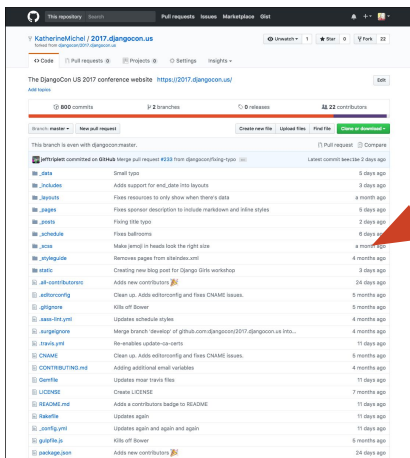 This repository Search Pull requests Issues Marketplace Gist
KatherineMichel / 2017.djangocon.us
forked from djangocon/2017.djangocon.us
Unwatch 1 Star 0 Fork 22
Code Pull requests 0 Projects 0 Settings Insights
The DjangoCon US 2017 conference website https://2017.djangocon.us/ Edit
Add topics
800 commits 2 branches 0 releases 22 contributors
Branch: master New pull request Create new file Upload files Find file Clone or download
This branch is even with djangocon:master. Pull request Compare
jefftriplett committed on GitHub Merge pull request #233 from djangocon/fixing-typo Latest commit 2 days ago
_data Small typo 5 days ago
_includes Adds support for end_date into layouts 3 days ago
_layouts Fixes resources to only show when there's data a month ago
_pages Fixes sponsor description to include markdown and inline styles 5 days ago
_posts Fixing title typo 2 days ago
_schedule Fixes ballrooms 6 days ago
_scss Make jemoji in heads look the right size a month ago
_styleguide Removes pages from siteindex.xml 4 months ago
static Creating new blog post for Django Girls workshop 3 days ago
.all-contributorsrc Adds new contributors 🎉 24 days ago
.editorconfig Clean up. Adds editorconfig and fixes CNAME issues. 5 months ago
.gitignore Kills off Bower 5 months ago
.sass-lint.yml Updates schedule styles 4 months ago
.surgeignore Merge branch 'develop' of github.com:djangocon/2017.djangocon.us into... 4 months ago
.travis.yml Re-enables update-ca-certs 11 days ago
CNAME Clean up. Adds editorconfig and fixes CNAME issues. 5 months ago
CONTRIBUTING.md Adding additional email variables 4 months ago
Gemfile Updates moar travis files 11 days ago
LICENSE Create LICENSE 7 months ago
README.md Adds a contributors badge to README 11 days ago
Rakefile Updates again 11 days ago
_config.yml Updates again and again and again 11 days ago
gulpfile.js Kills off Bower 5 months ago
package.json Adds new contributors 🎉 24 days ago